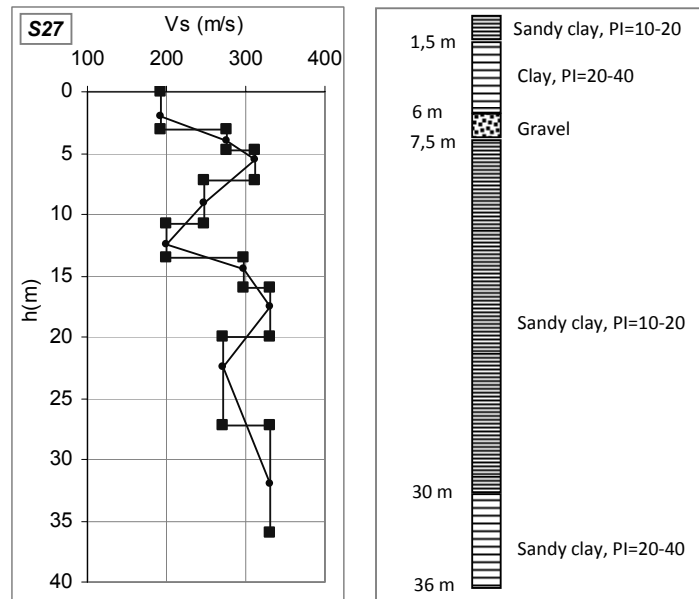 S27
Vs (m/s)
100 200 300 400
0
5
10
15
20
25
30
35
40
h(m)
Sandy clay, PI=10-20
1,5 m
Clay, PI=20-40
6 m
Gravel
7,5 m
Sandy clay, PI=10-20
30 m
Sandy clay, PI=20-40
36 m